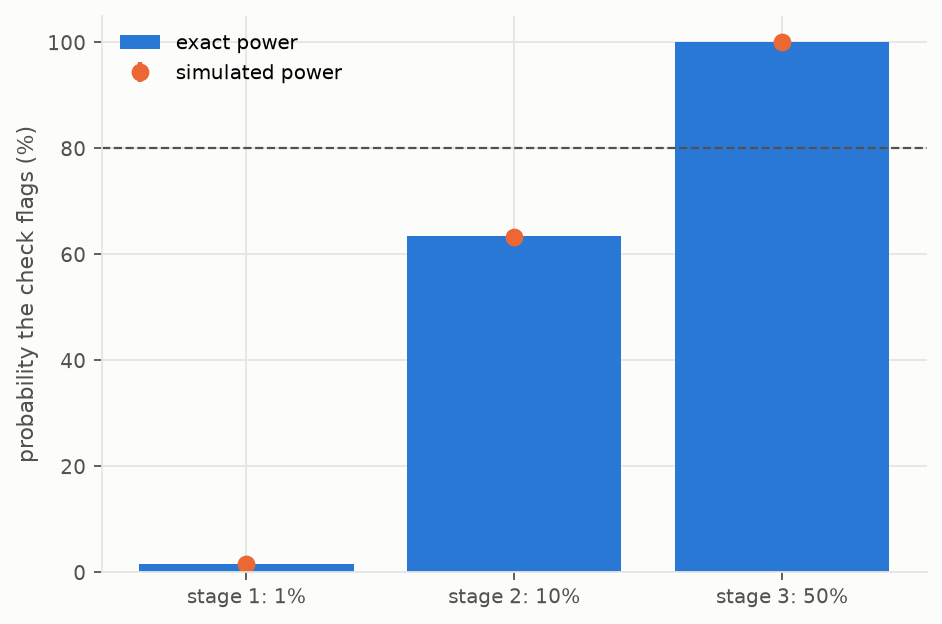 exact power
simulated power
probability the check flags (%)
100
80
60
40
20
0
stage 1: 1%
stage 2: 10%
stage 3: 50%